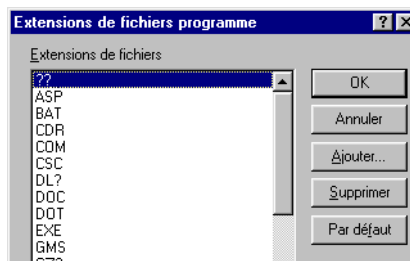 Extensions de fichiers programme
Extensions de fichiers
??
ASP
BAT
CDR
COM
CSC
DL?
DOC
DOT
EXE
GMS
OK
Annuler
Ajouter...
Supprimer
Par défaut